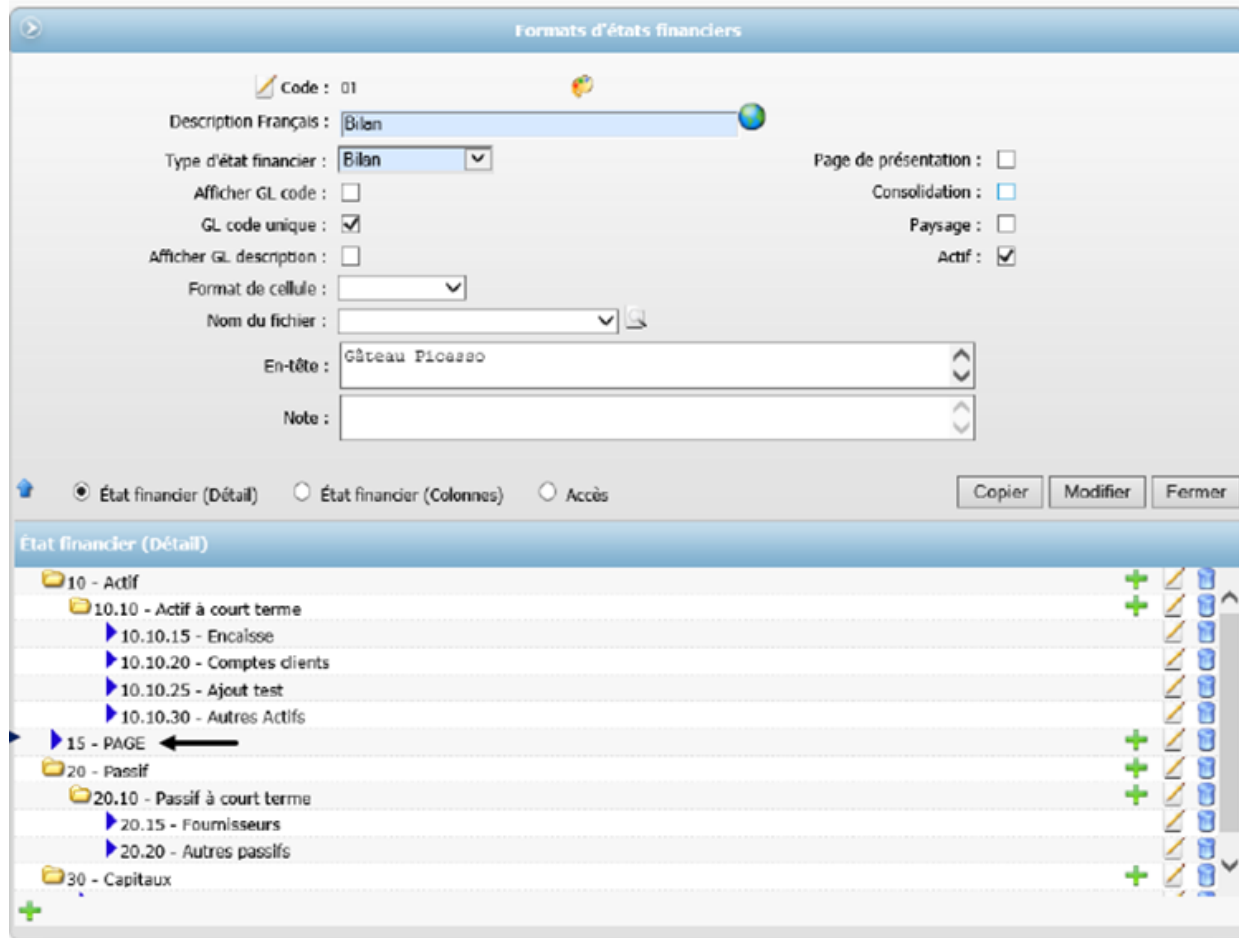 Formats d'états financiers
Code : 01
Description Français : Bilan
Type d'état financier : Bilan
Page de présentation :
Afficher GL code :
Consolidation :
GL code unique :
Paysage :
Afficher GL description :
Actif :
Format de cellule :
Nom du fichier :
En-tête : Gâteau Picasso
Note :
État financier (Détail) État financier (Colonnes) Accès Copier Modifier Fermer
État financier (Détail)
10 - Actif
10.10 - Actif à court terme
10.10.15 - Encaisse
10.10.20 - Comptes clients
10.10.25 - Ajout test
10.10.30 - Autres Actifs
15 - PAGE
20 - Passif
20.10 - Passif à court terme
20.15 - Fournisseurs
20.20 - Autres passifs
30 - Capitaux